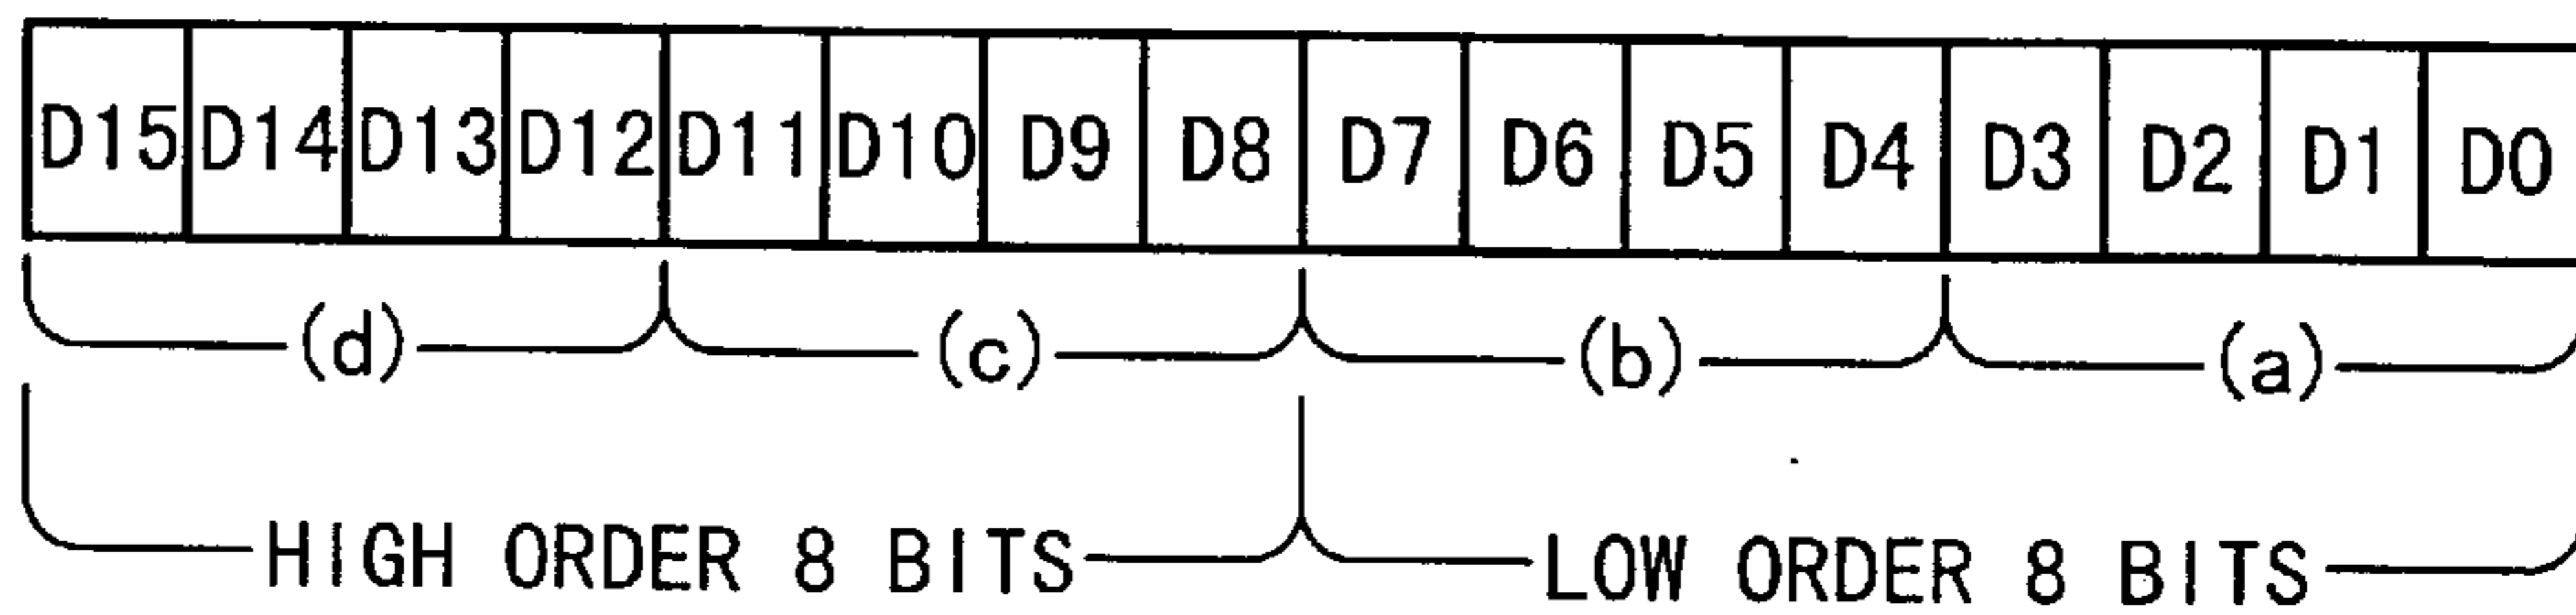 D15 D14 D13 D12 D11 D10 D9 D8 D7 D6 D5 D4 D3 D2 D1 D0
(d) (c) (b) (a)
HIGH ORDER 8 BITS LOW ORDER 8 BITS